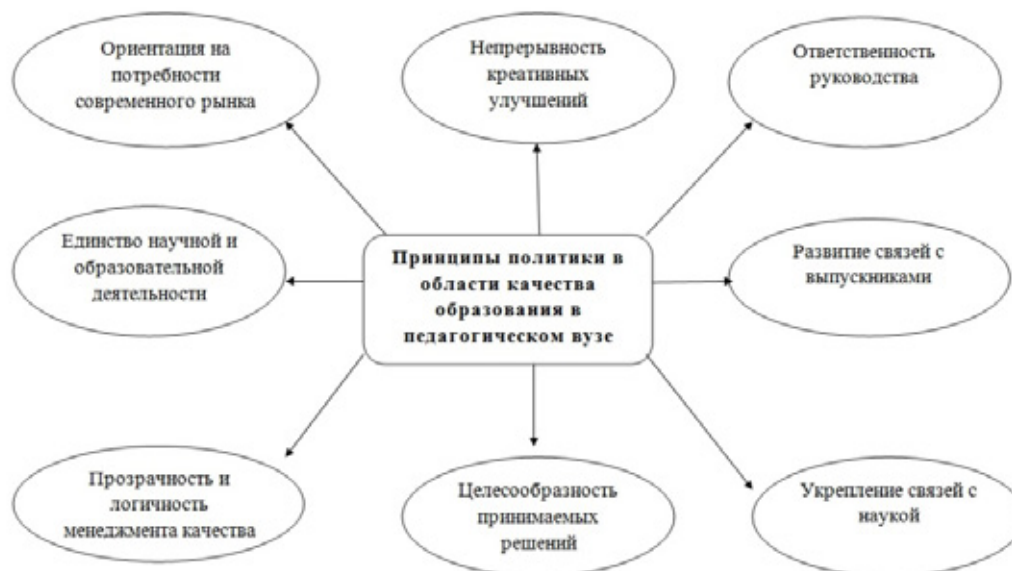 Ориентация на
потребности
современного рынка
Непрерывность
креативных
улучшений
Ответственность
руководства
Единство научной и
образовательной
деятельности
Принципы политики в
области качества
образования в
педагогическом вузе
Развитие связей с
выпускниками
Прозрачность и
логичность
менеджмента качества
Целесообразность
принимаемых
решений
Укрепление связей с
наукой